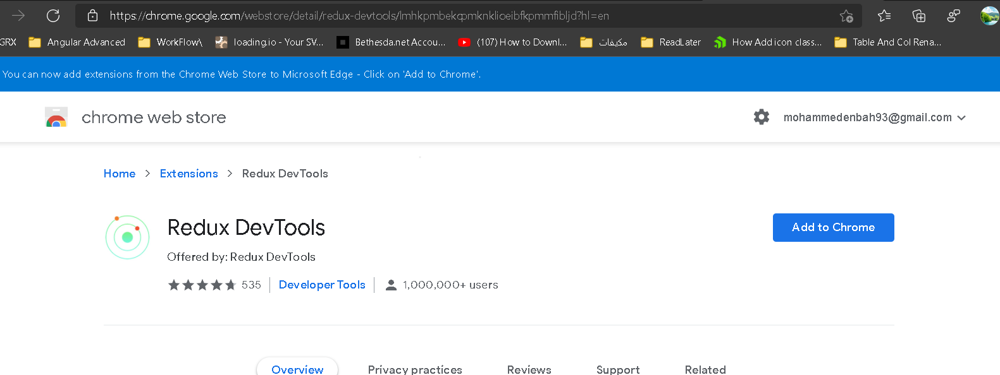 https://chrome.google.com/webstore/detail/redux-devtools/lmhkpmbekcpmknklioeibfkpmmfibljd?hl=en
GRX Angular Advanced WorkFlow\ loading.io - Your SV... Bethesda.net Accou... (107) How to Downl... مكيفات ReadLater How Add icon class... Table And Col Rena...
You can now add extensions from the Chrome Web Store to Microsoft Edge - Click on 'Add to Chrome'.
chrome web store mohammedenbah93@gmail.com
Home > Extensions > Redux DevTools
Redux DevTools Add to Chrome
Offered by: Redux DevTools
535 Developer Tools 1,000,000+ users
Overview Privacy practices Reviews Support Related